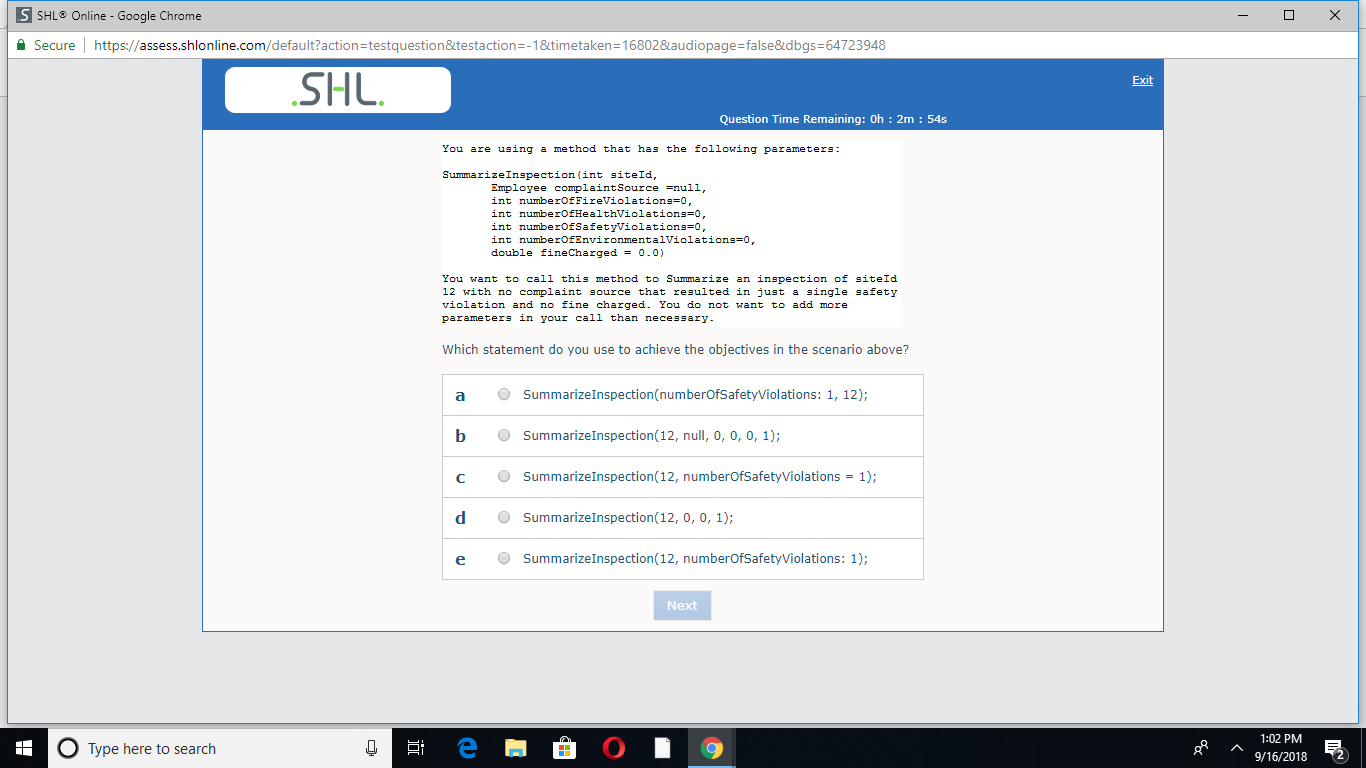 SHL® Online - Google Chrome
Secure https://assess.shlonline.com/default?action=testquestion&testaction=-1&timetaken=16802&audiopage=false&dbgs=64723948
.SHL.
Exit
Question Time Remaining: 0h : 2m : 54s
You are using a method that has the following parameters:
SummarizeInspection(int siteId,
Employee complaintSource =null,
int numberOfFireViolations=0,
int numberOfHealthViolations=0,
int numberOfSafetyViolations=0,
int numberOfEnvironmentalViolations=0,
double fineCharged = 0.0)
You want to call this method to Summarize an inspection of siteId
12 with no complaint source that resulted in just a single safety
violation and no fine charged. You do not want to add more
parameters in your call than necessary.
Which statement do you use to achieve the objectives in the scenario above?
a SummarizeInspection(numberOfSafetyViolations: 1, 12);
b SummarizeInspection(12, null, 0, 0, 0, 1);
c SummarizeInspection(12, numberOfSafetyViolations = 1);
d SummarizeInspection(12, 0, 0, 1);
e SummarizeInspection(12, numberOfSafetyViolations: 1);
Next
Type here to search
1:02 PM
9/16/2018
2